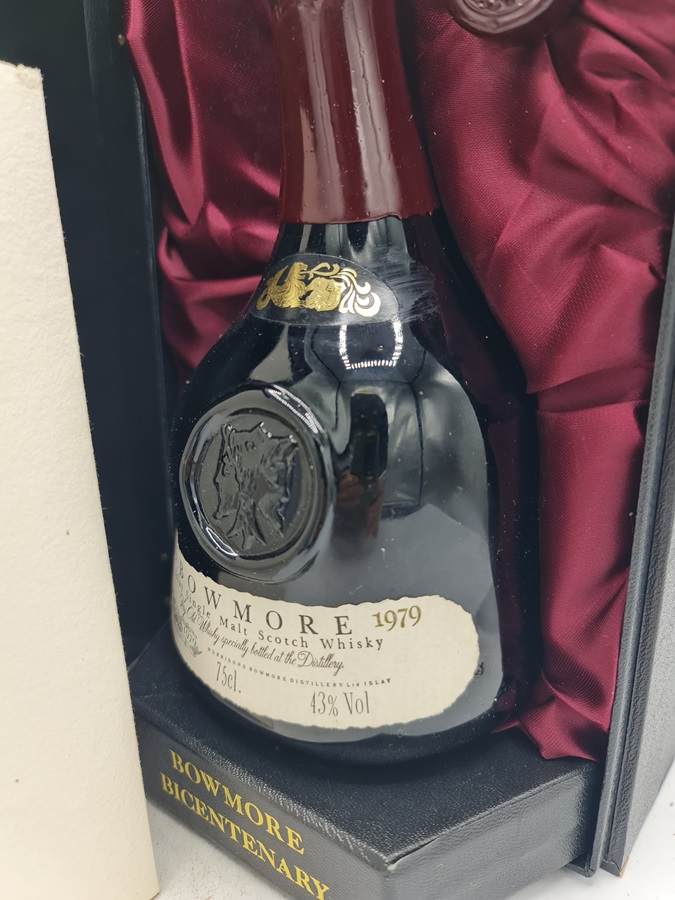 BOWMORE 1979
Single Malt Scotch Whisky
Whisky specially bottled at the Distillery.
MORRISONS BOWMORE DISTILLERY Ltd ISLAY
75cl. 43% Vol
BOWMORE
BICENTENARY